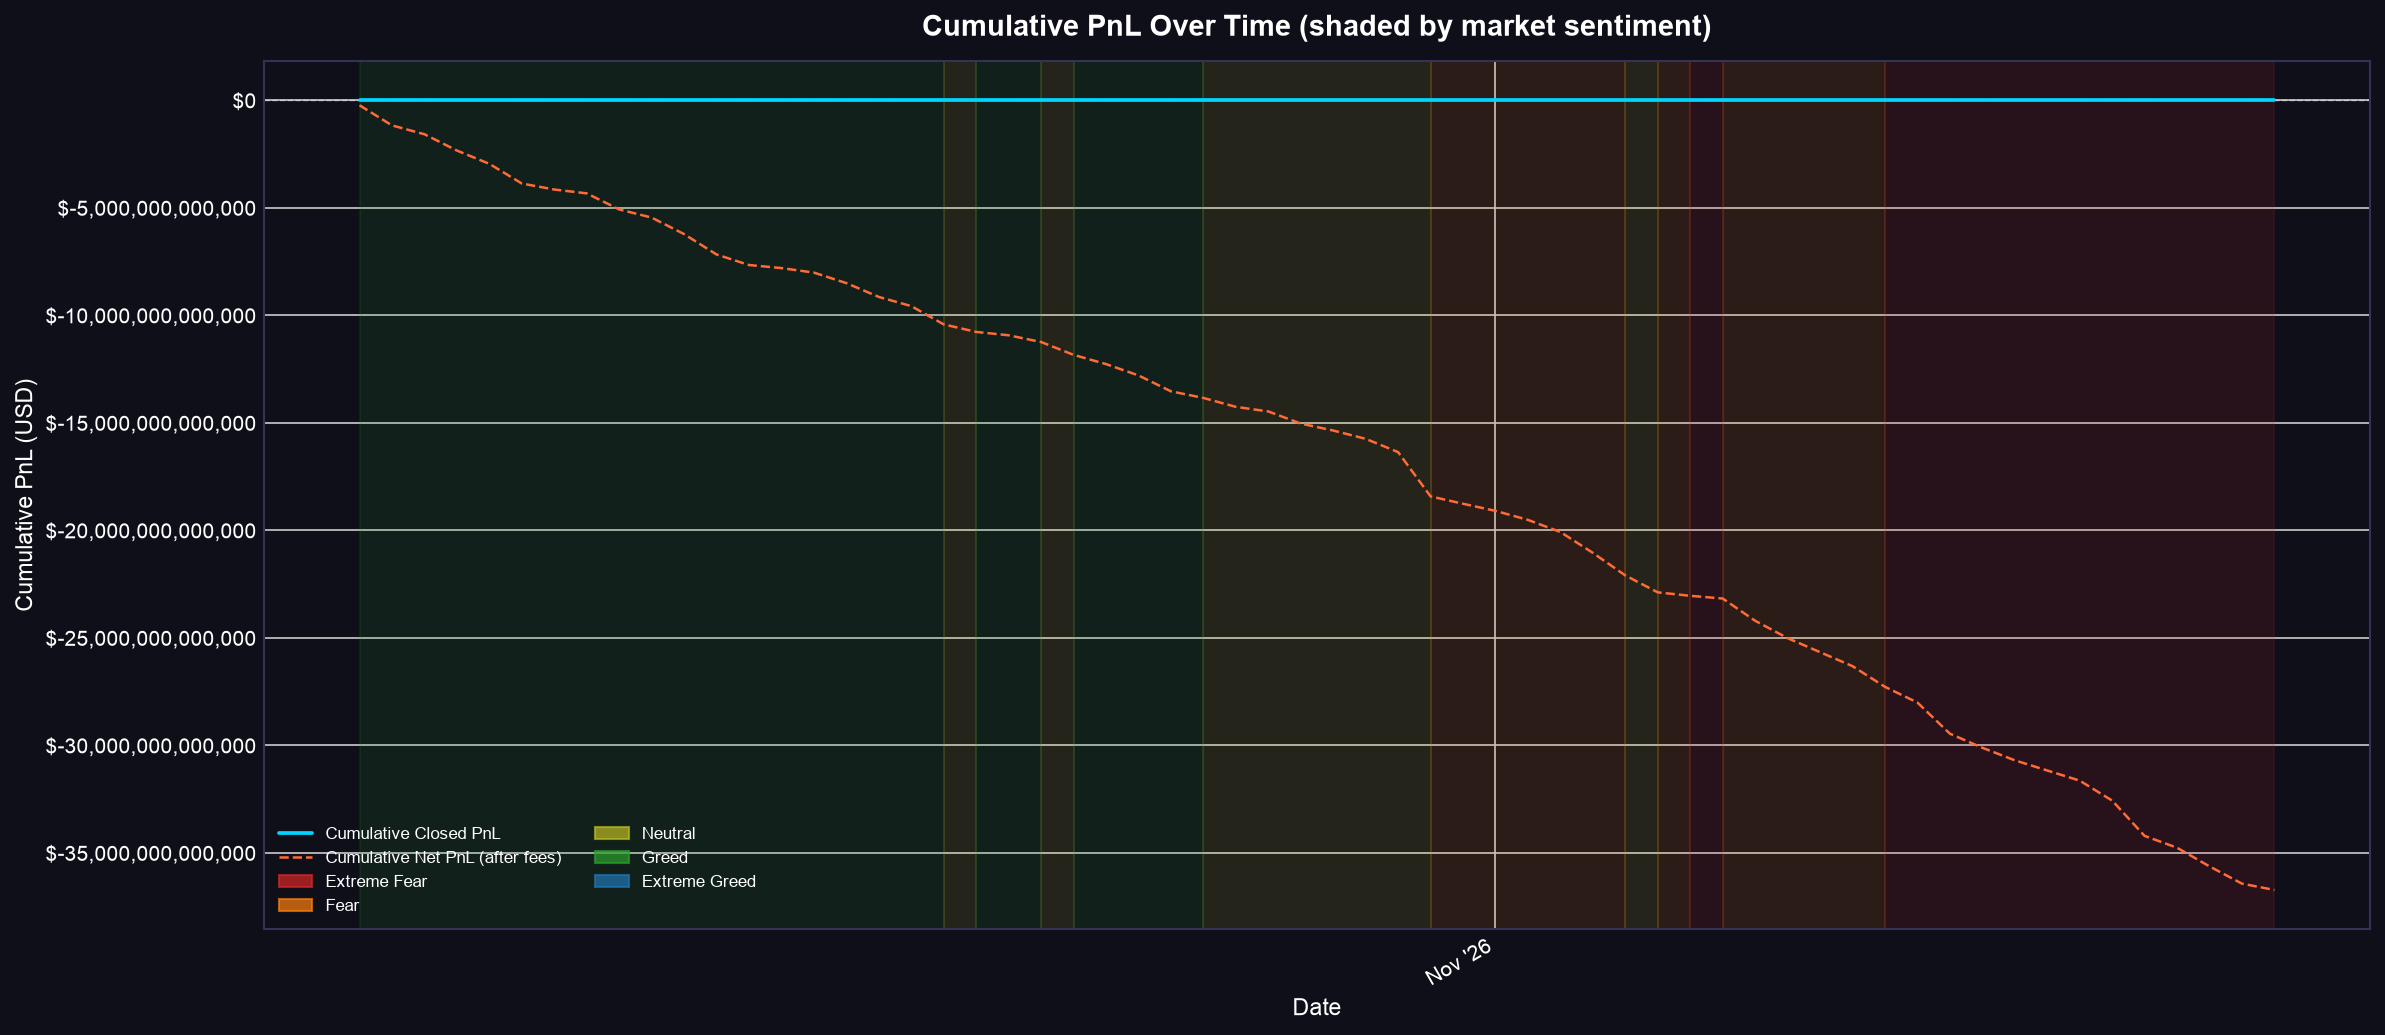 Cumulative PnL Over Time (shaded by market sentiment)
Cumulative PnL (USD)
$0
$-5,000,000,000,000
$-10,000,000,000,000
$-15,000,000,000,000
$-20,000,000,000,000
$-25,000,000,000,000
$-30,000,000,000,000
$-35,000,000,000,000
Cumulative Closed PnL
Cumulative Net PnL (after fees)
Extreme Fear
Fear
Neutral
Greed
Extreme Greed
Nov '26
Date